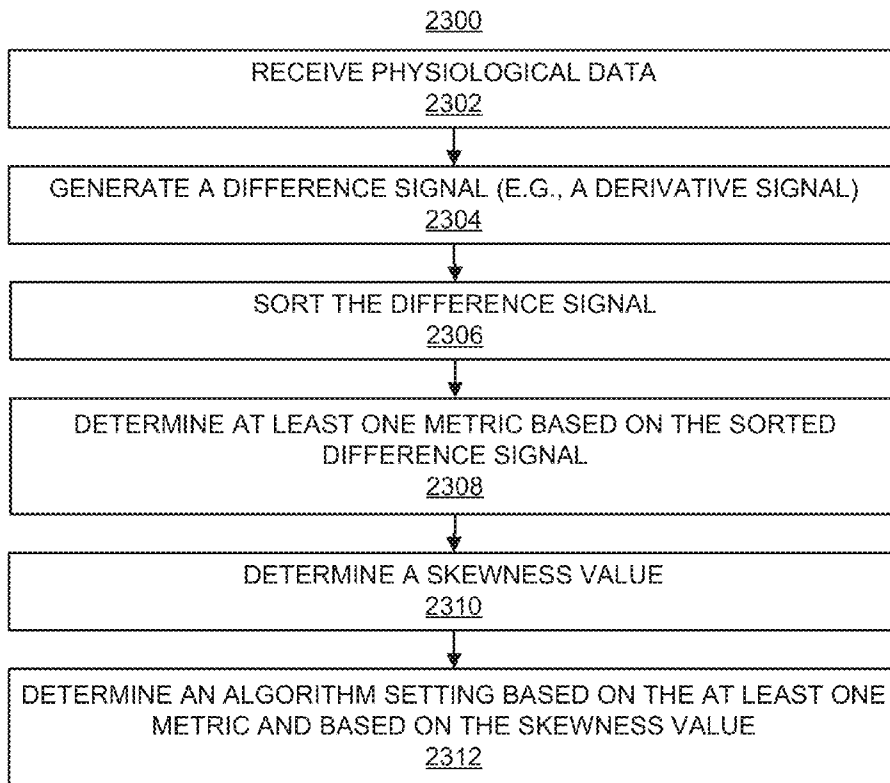 2300
RECEIVE PHYSIOLOGICAL DATA
2302
GENERATE A DIFFERENCE SIGNAL (E.G., A DERIVATIVE SIGNAL)
2304
SORT THE DIFFERENCE SIGNAL
2306
DETERMINE AT LEAST ONE METRIC BASED ON THE SORTED
DIFFERENCE SIGNAL
2308
DETERMINE A SKEWNESS VALUE
2310
DETERMINE AN ALGORITHM SETTING BASED ON THE AT LEAST ONE
METRIC AND BASED ON THE SKEWNESS VALUE
2312